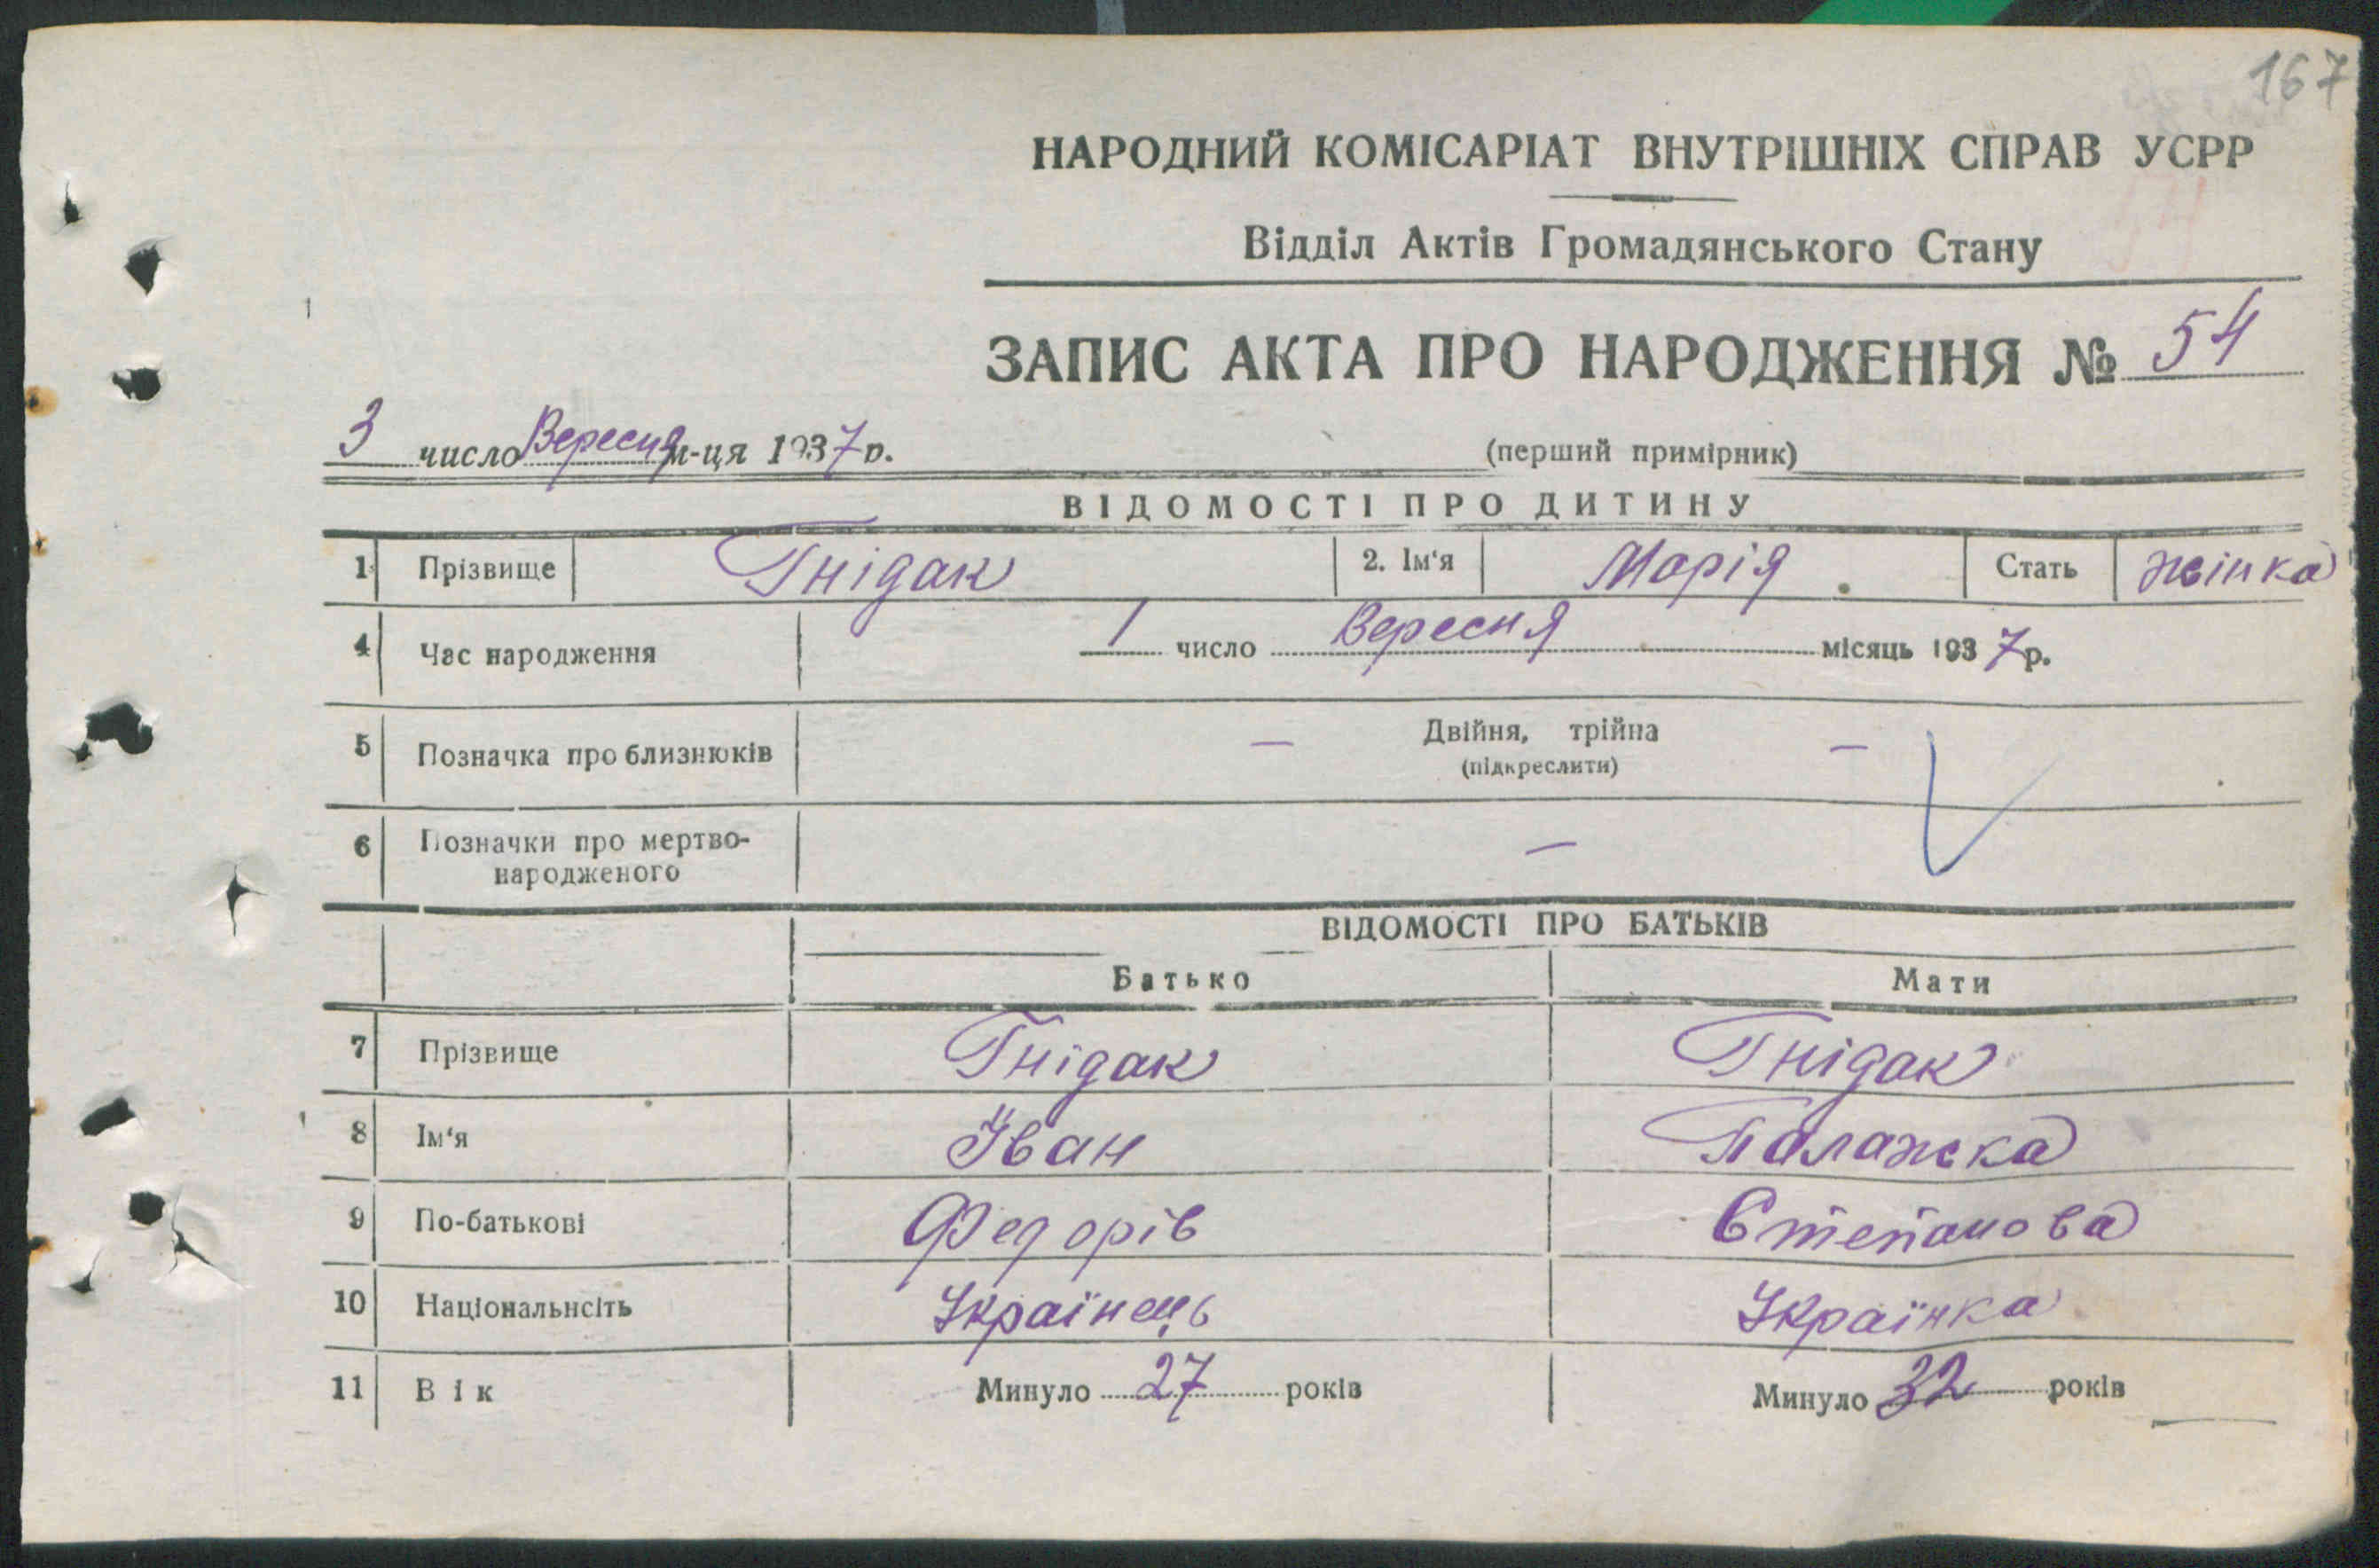 167
НАРОДНИЙ КОМІСАРІАТ ВНУТРІШНІХ СПРАВ УСРР
Відділ Актів Громадянського Стану
ЗАПИС АКТА ПРО НАРОДЖЕННЯ № 54
3 число Вересня м-ця 1937 р. (перший примірник)
ВІДОМОСТІ ПРО ДИТИНУ
1 Прізвище Гнідак 2. Ім'я Марія Стать жінка
4 Час народження 1 число Вересня місяць 1937 р.
5 Позначка про близнюків — Двійня, трійна —
(підкреслити)
6 Позначки про мертво-
народженого —
ВІДОМОСТІ ПРО БАТЬКІВ
Батько Мати
7 Прізвище Гнідак Гнідак
8 Ім'я Іван Палажка
9 По-батькові Федорів Степанова
10 Національнсіть Українець Українка
11 Вік Минуло 27 років Минуло 32 років